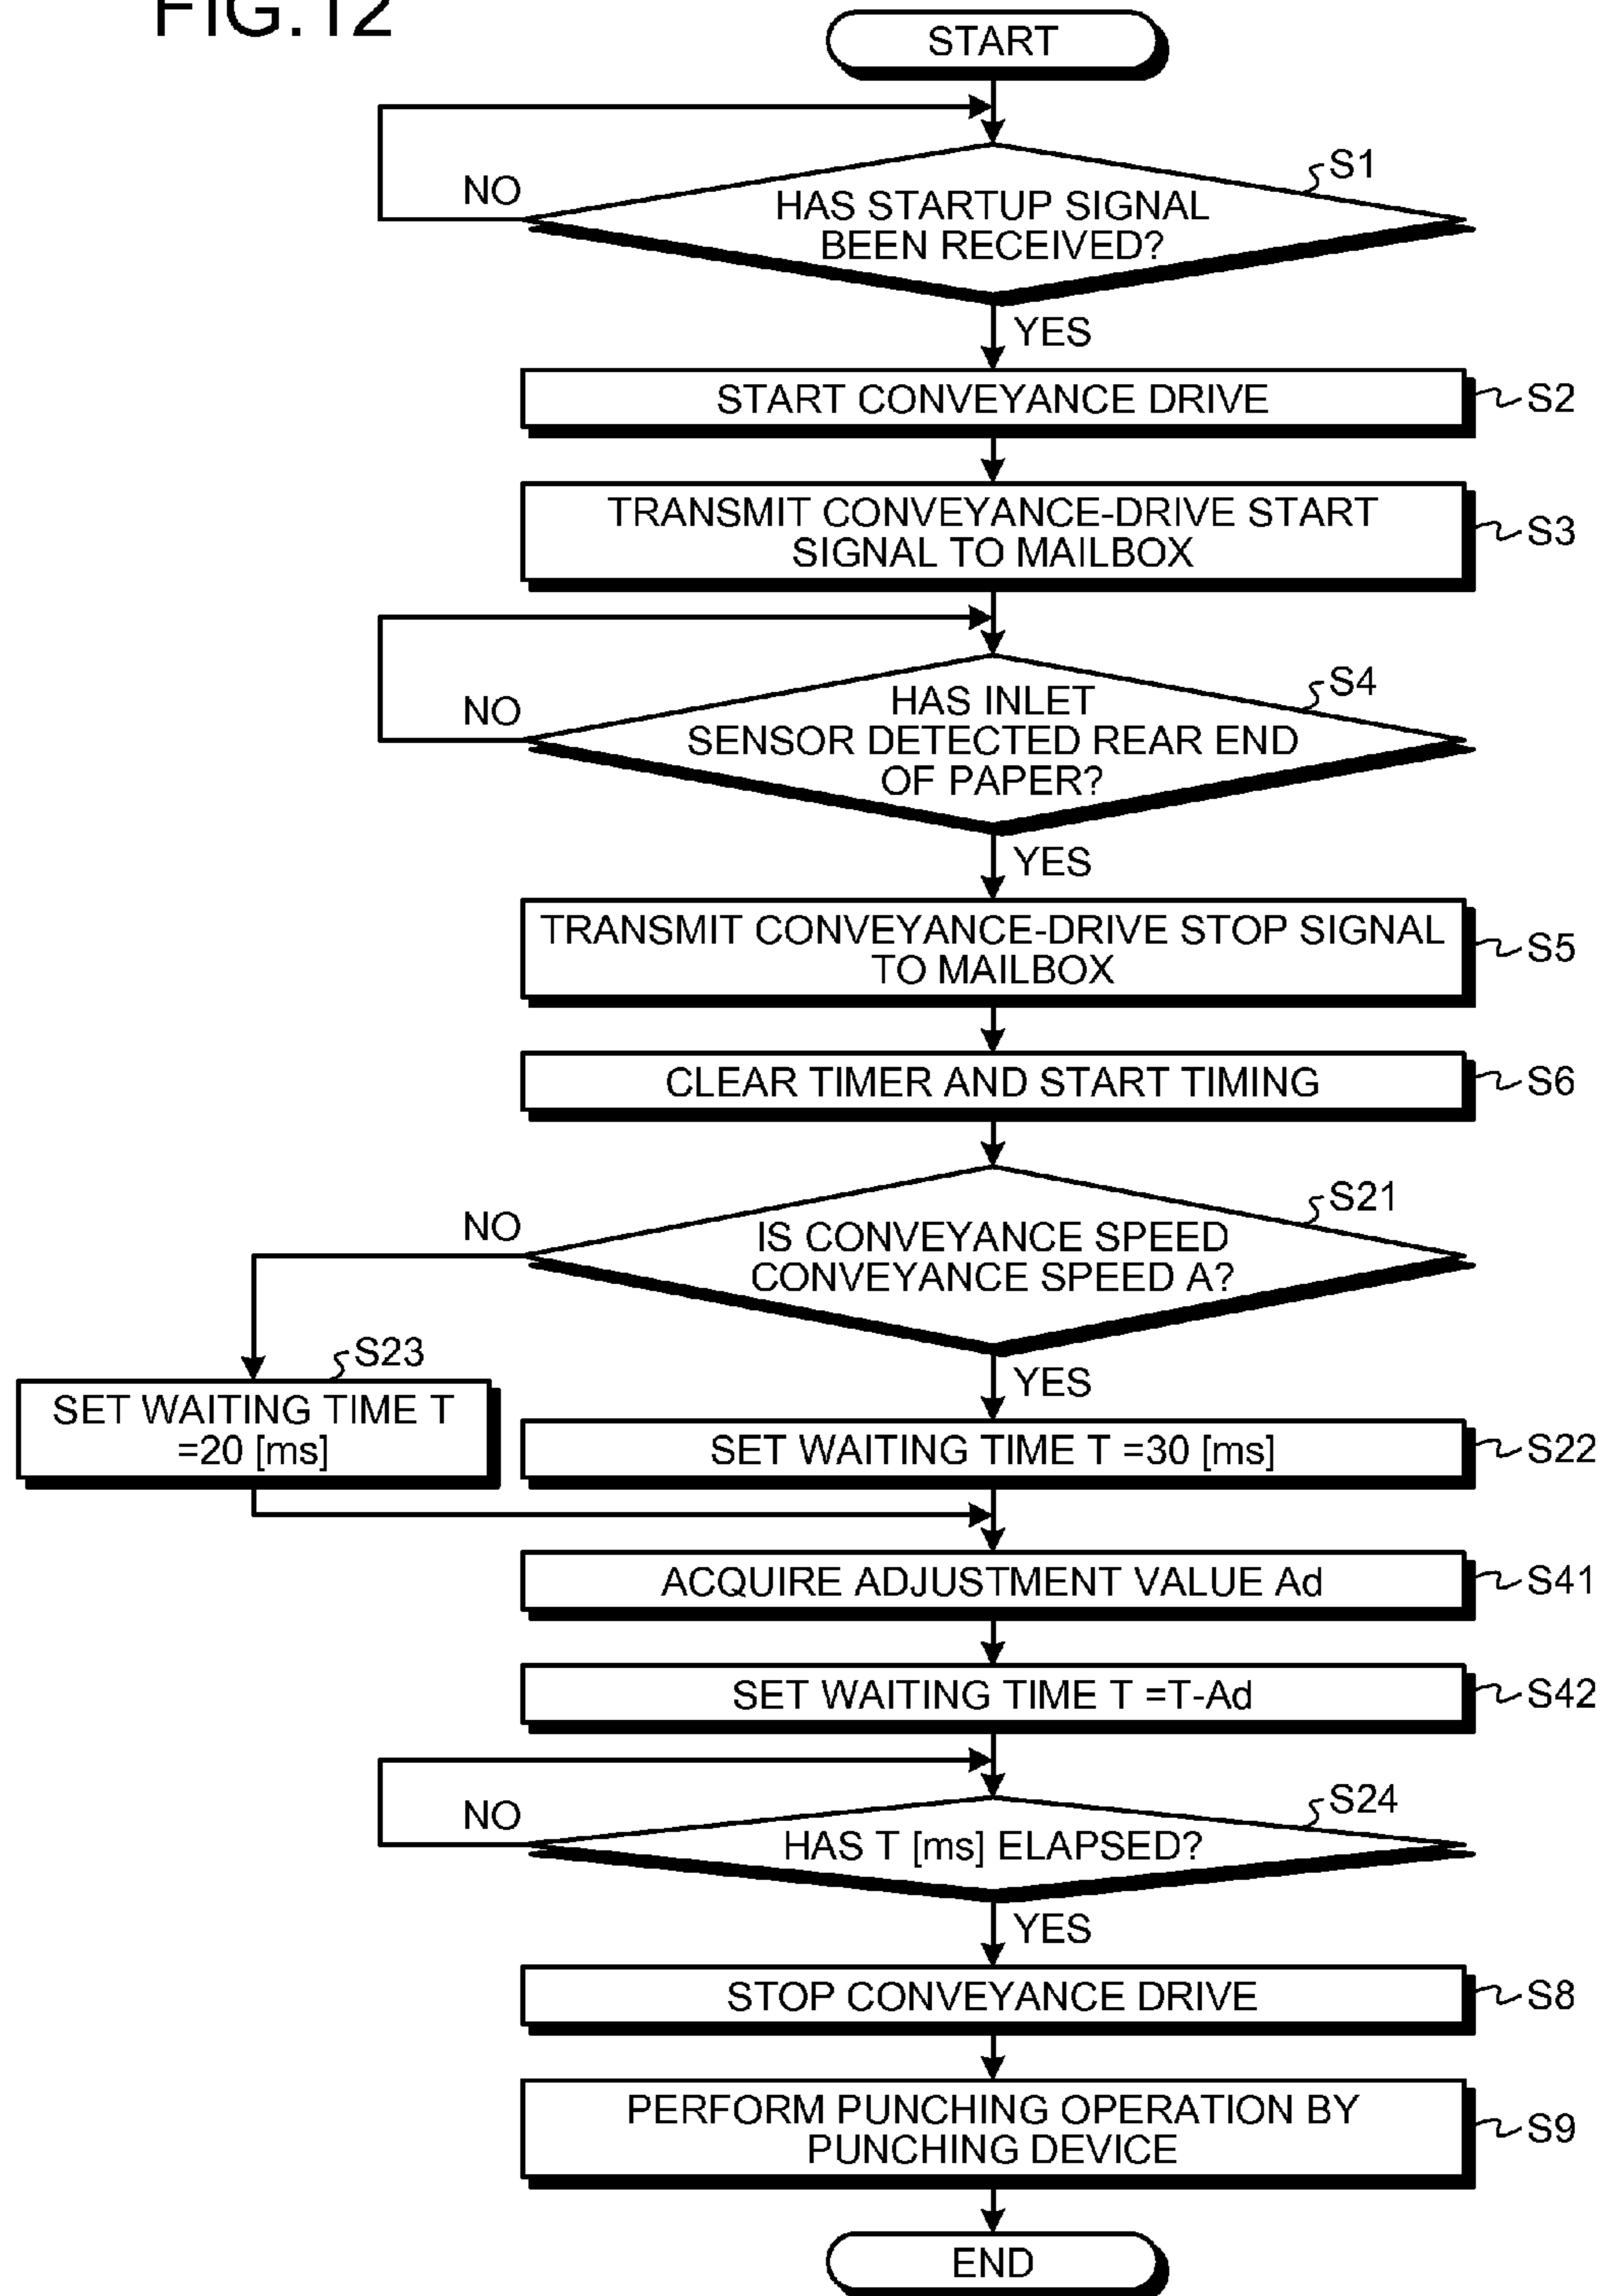 FIG.12
START
S1
NO
HAS STARTUP SIGNAL
BEEN RECEIVED?
YES
START CONVEYANCE DRIVE
S2
TRANSMIT CONVEYANCE-DRIVE START
SIGNAL TO MAILBOX
S3
S4
NO
HAS INLET
SENSOR DETECTED REAR END
OF PAPER?
YES
TRANSMIT CONVEYANCE-DRIVE STOP SIGNAL
TO MAILBOX
S5
CLEAR TIMER AND START TIMING
S6
S21
NO
IS CONVEYANCE SPEED
CONVEYANCE SPEED A?
S23
YES
SET WAITING TIME T
=20 [ms]
SET WAITING TIME T =30 [ms]
S22
ACQUIRE ADJUSTMENT VALUE Ad
S41
SET WAITING TIME T =T-Ad
S42
S24
NO
HAS T [ms] ELAPSED?
YES
STOP CONVEYANCE DRIVE
S8
PERFORM PUNCHING OPERATION BY
PUNCHING DEVICE
S9
END